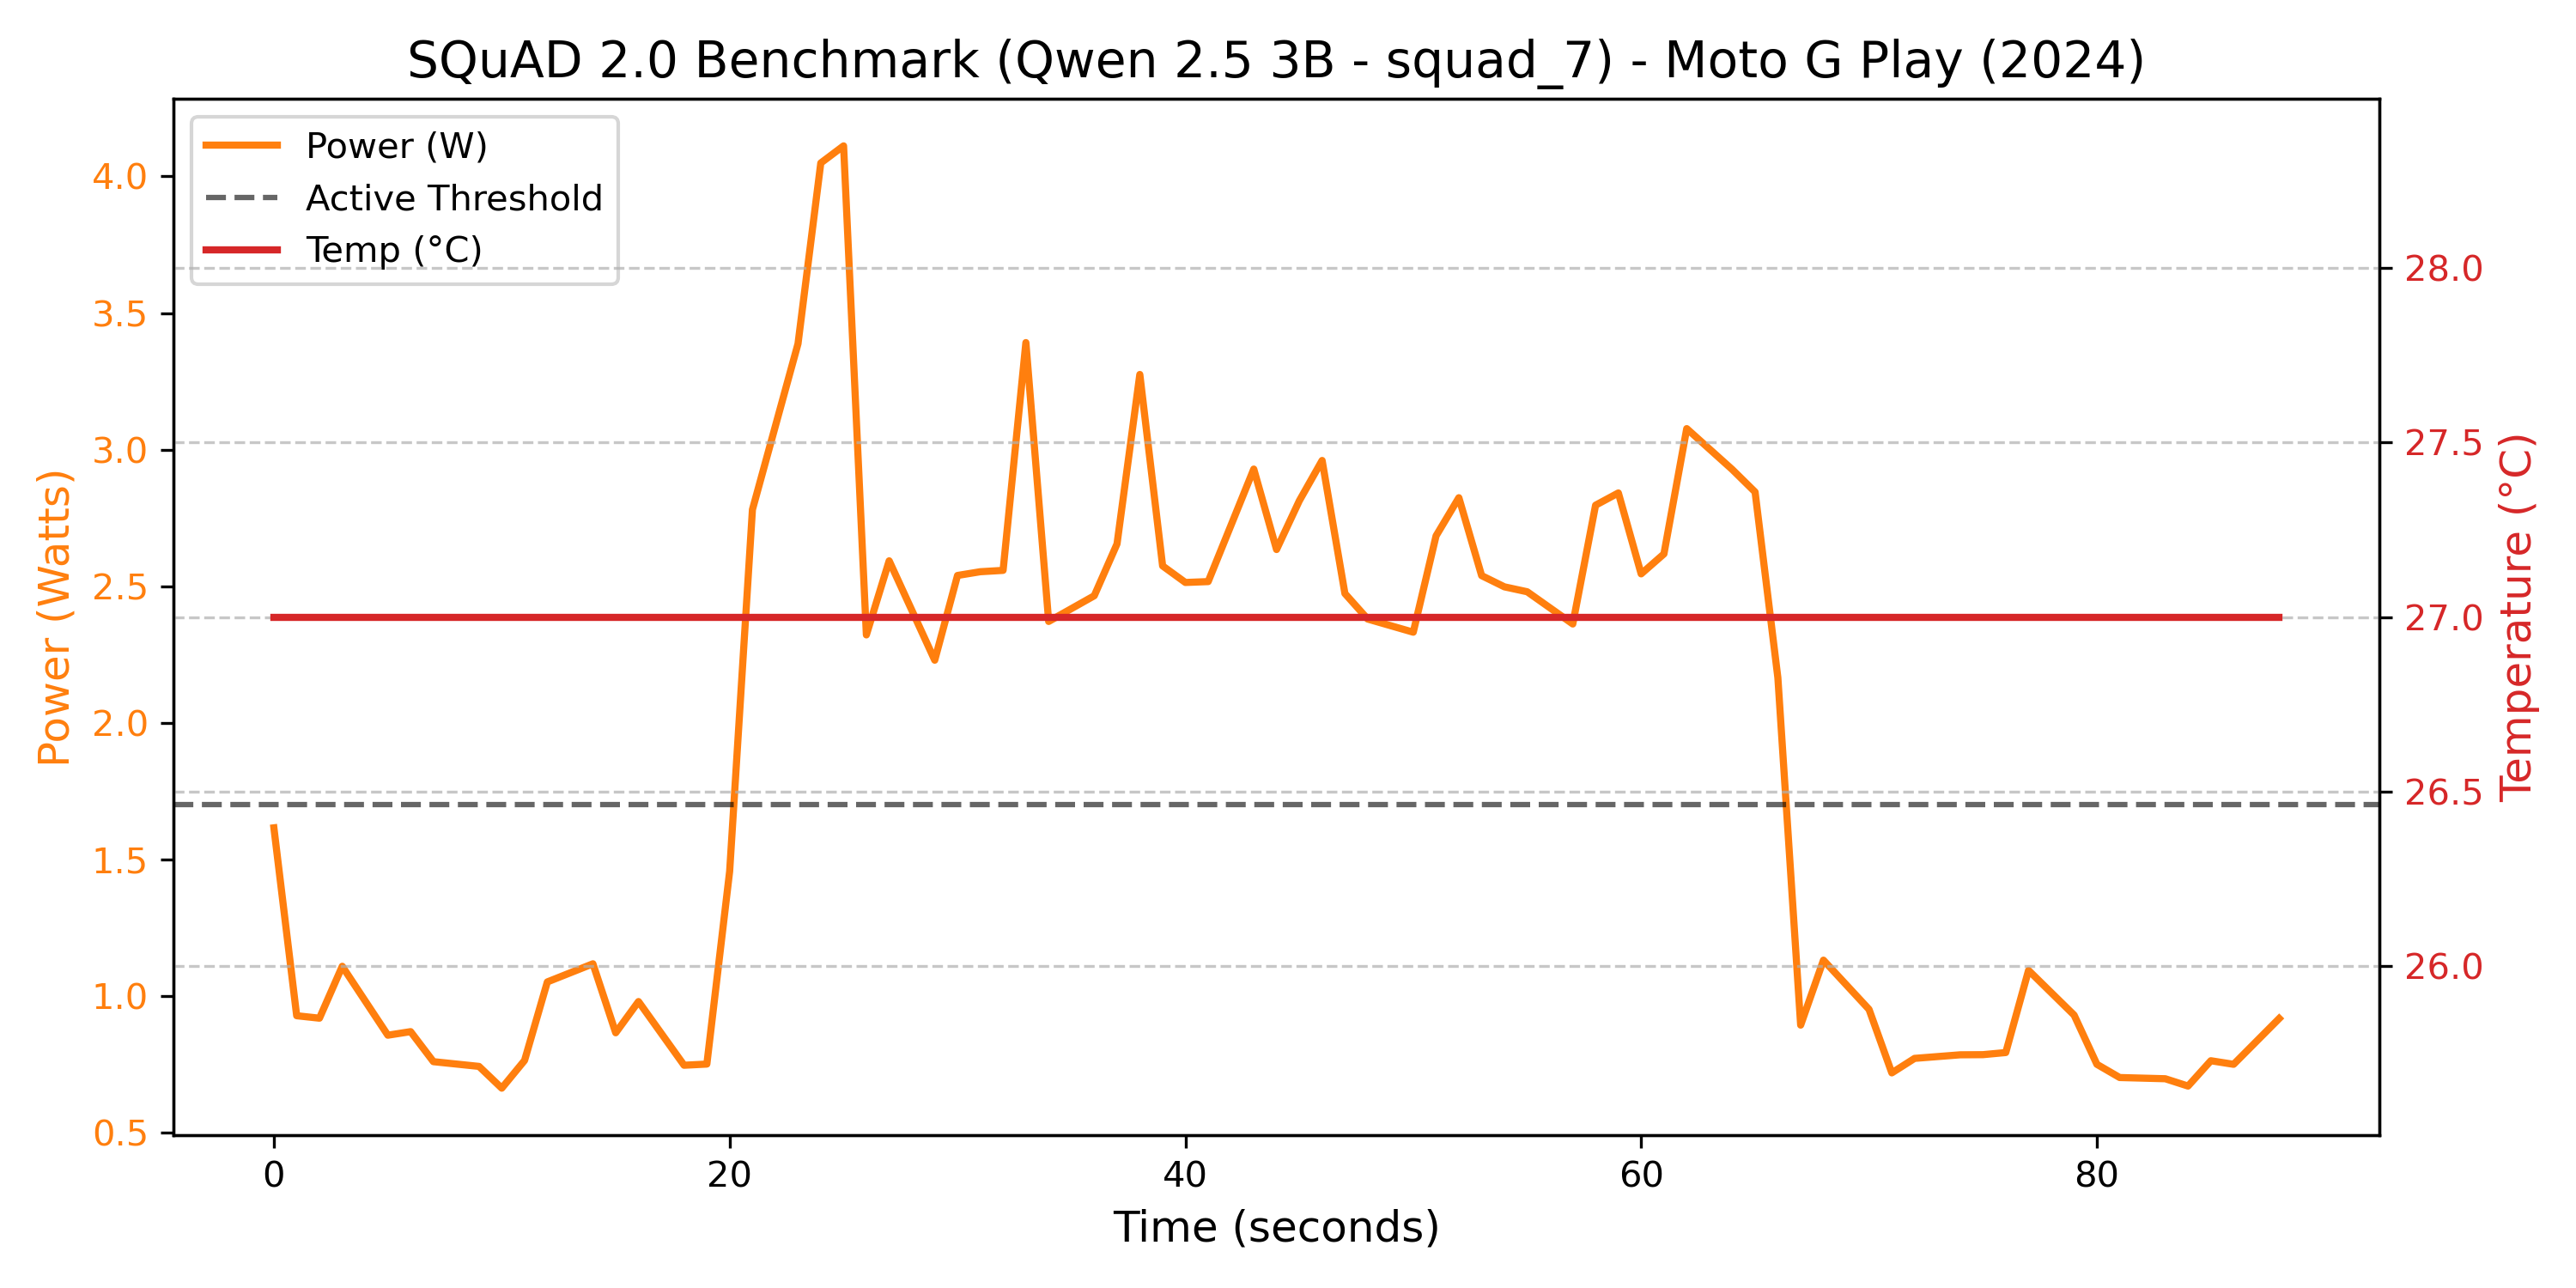 SQuAD 2.0 Benchmark (Qwen 2.5 3B - squad_7) - Moto G Play (2024)
Power (W)
Active Threshold
Temp (°C)
4.0
3.5
3.0
2.5
2.0
1.5
1.0
0.5
Power (Watts)
28.0
27.5
27.0
26.5
26.0
Temperature (°C)
0
20
40
60
80
Time (seconds)